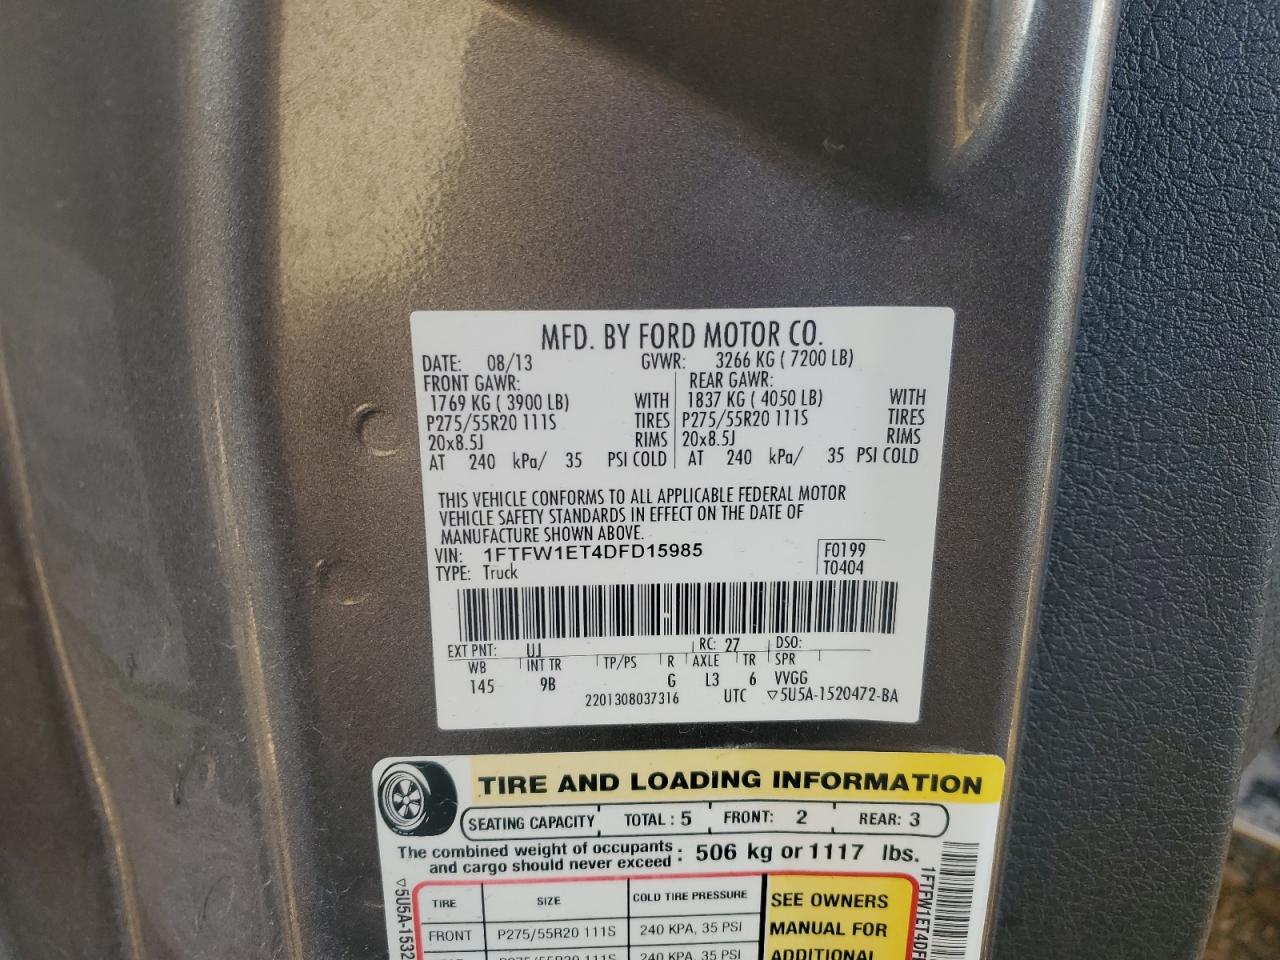 MFD. BY FORD MOTOR CO.
DATE: 08/13 GVWR: 3266 KG ( 7200 LB)
FRONT GAWR: REAR GAWR:
1769 KG ( 3900 LB) WITH 1837 KG ( 4050 LB) WITH
P275/55R20 111S TIRES P275/55R20 111S TIRES
20x8.5J RIMS 20x8.5J RIMS
AT 240 kPa/ 35 PSI COLD AT 240 kPa/ 35 PSI COLD
THIS VEHICLE CONFORMS TO ALL APPLICABLE FEDERAL MOTOR
VEHICLE SAFETY STANDARDS IN EFFECT ON THE DATE OF
MANUFACTURE SHOWN ABOVE.
VIN: 1FTFW1ET4DFD15985 F0199
TYPE: Truck T0404
EXT PNT: UJ RC: 27 DSO:
WB INT TR TP/PS R AXLE TR SPR
145 9B G L3 6 VVGG
2201308037316 UTC ▽5U5A-1520472-BA
TIRE AND LOADING INFORMATION
SEATING CAPACITY TOTAL : 5 FRONT: 2 REAR: 3
The combined weight of occupants
and cargo should never exceed : 506 kg or 1117 lbs.
TIRE SIZE COLD TIRE PRESSURE SEE OWNERS
FRONT P275/55R20 111S 240 KPA, 35 PSI MANUAL FOR
P275/55R20 111S 240 KPA, 35 PSI ADDITIONAL
▽5U5A-1532
1FTFW1ET4DF